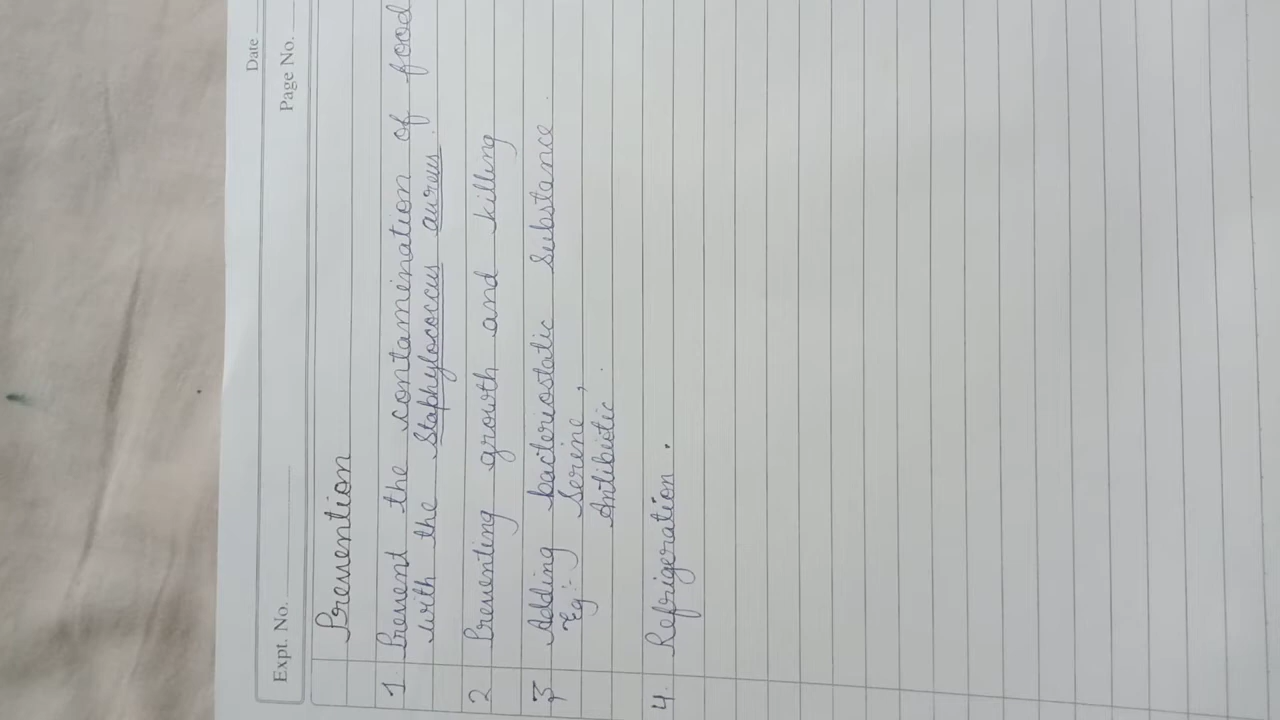 Date
Expt. No.
Page No.
Prevention
1. Prevend the contamination of food
with the Staphylococcus aureus.
2 Preventing growth and killing
3 Adding bacteriostatic substance.
Eg:- Serine,
Antibiotic.
4. Refrigeration.